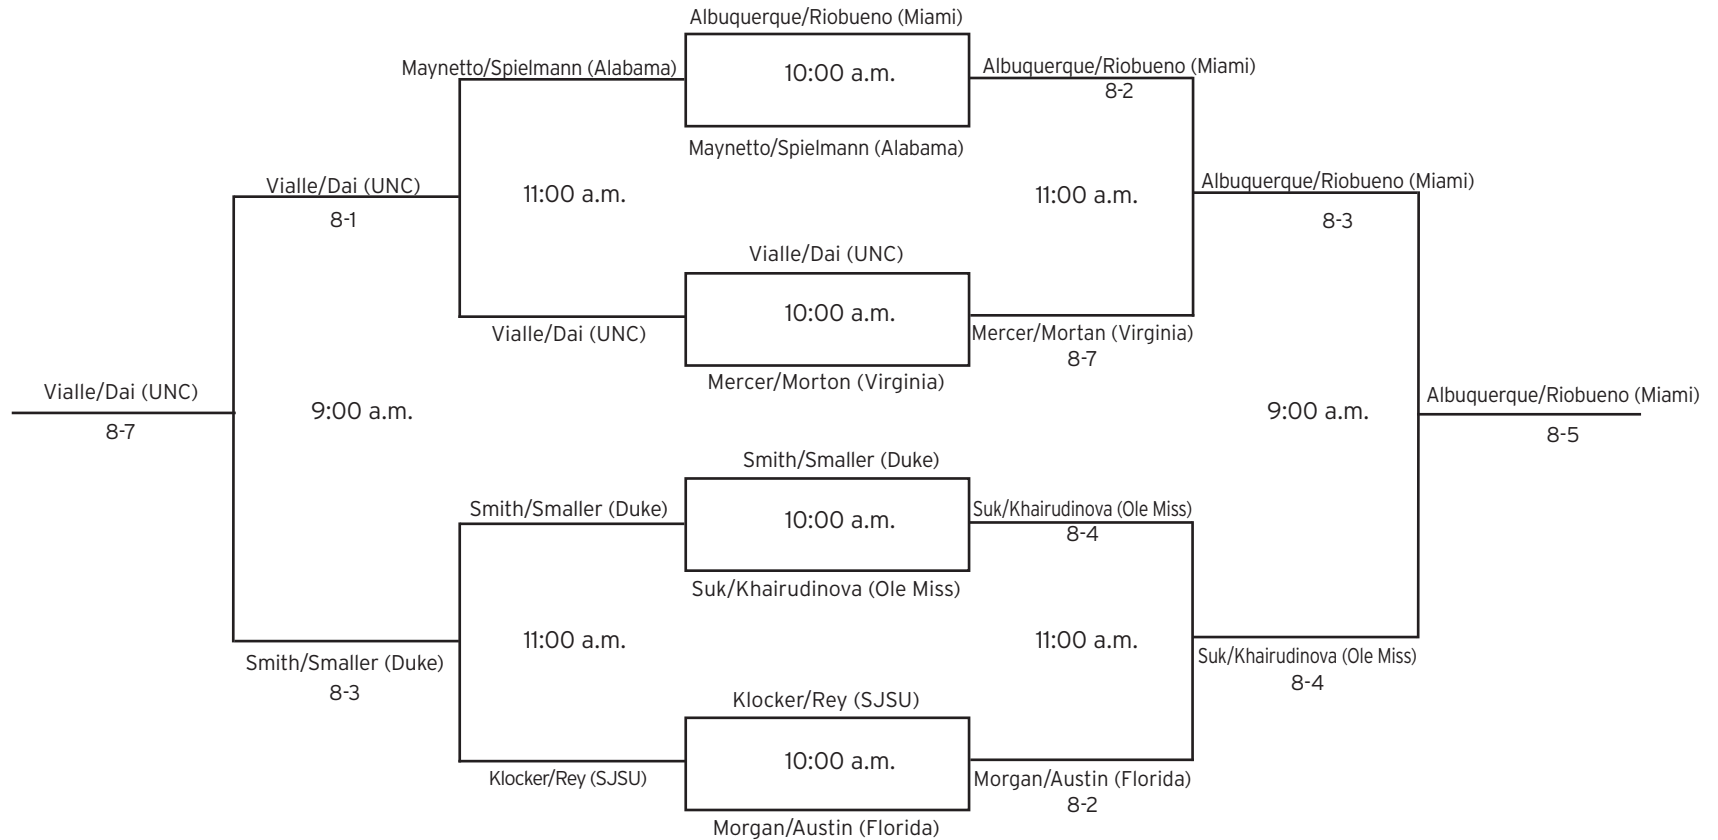 Albuquerque/Riobueno (Miami)
Maynetto/Spielmann (Alabama)
10:00 a.m.
Albuquerque/Riobueno (Miami)
8-2
Maynetto/Spielmann (Alabama)
Vialle/Dai (UNC)
8-1
11:00 a.m.
11:00 a.m.
Albuquerque/Riobueno (Miami)
8-3
Vialle/Dai (UNC)
10:00 a.m.
Vialle/Dai (UNC)
Mercer/Mortan (Virginia)
8-7
Mercer/Morton (Virginia)
Vialle/Dai (UNC)
8-7
9:00 a.m.
9:00 a.m.
Albuquerque/Riobueno (Miami)
8-5
Smith/Smaller (Duke)
Smith/Smaller (Duke)
10:00 a.m.
Suk/Khairudinova (Ole Miss)
8-4
Suk/Khairudinova (Ole Miss)
11:00 a.m.
11:00 a.m.
Smith/Smaller (Duke)
8-3
Suk/Khairudinova (Ole Miss)
8-4
Klocker/Rey (SJSU)
10:00 a.m.
Klocker/Rey (SJSU)
Morgan/Austin (Florida)
8-2
Morgan/Austin (Florida)